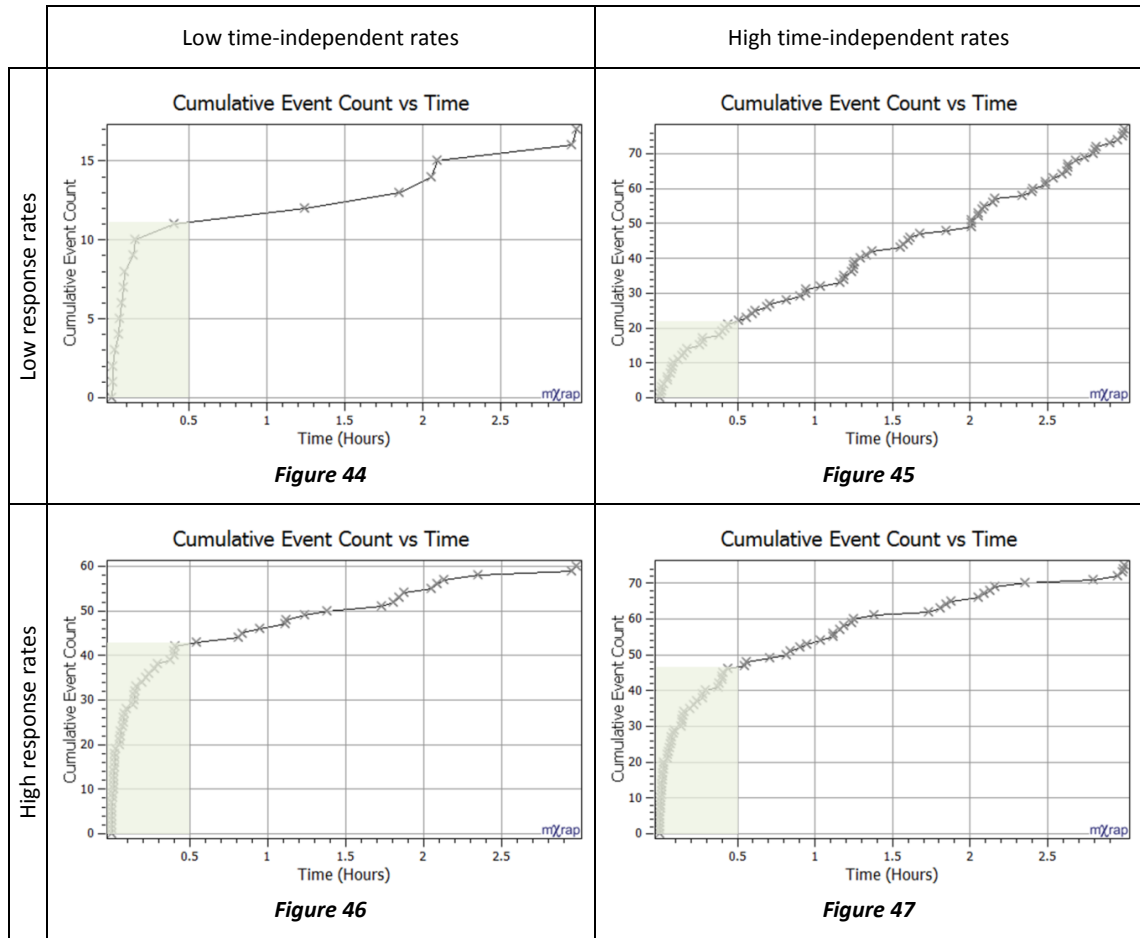 Low time-independent rates
High time-independent rates
Low response rates
Cumulative Event Count vs Time
Cumulative Event Count
15
10
5
0
0.5 1 1.5 2 2.5
Time (Hours)
mχrap
Figure 44
Cumulative Event Count vs Time
Cumulative Event Count
70
60
50
40
30
20
10
0
0.5 1 1.5 2 2.5
Time (Hours)
mχrap
Figure 45
High response rates
Cumulative Event Count vs Time
Cumulative Event Count
60
50
40
30
20
10
0
0.5 1 1.5 2 2.5
Time (Hours)
mχrap
Figure 46
Cumulative Event Count vs Time
Cumulative Event Count
70
60
50
40
30
20
10
0
0.5 1 1.5 2 2.5
Time (Hours)
mχrap
Figure 47